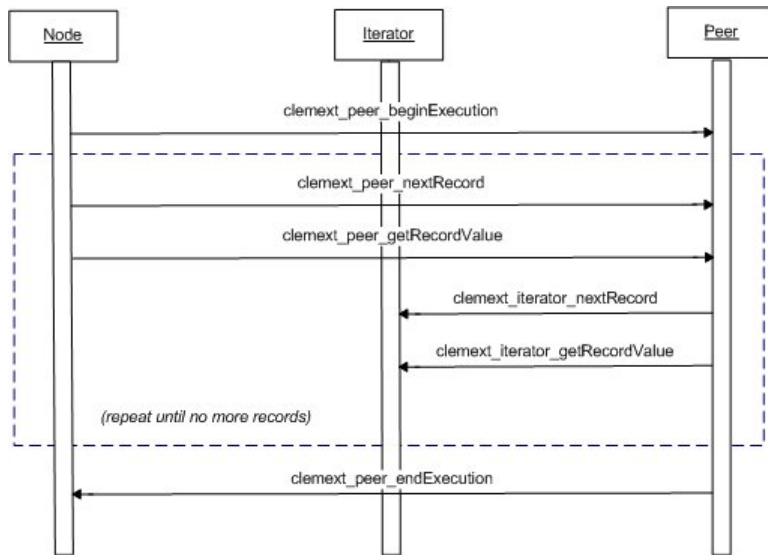 Node
Iterator
Peer
clemext_peer_beginExecution
clemext_peer_nextRecord
clemext_peer_getRecordValue
clemext_iterator_nextRecord
clemext_iterator_getRecordValue
(repeat until no more records)
clemext_peer_endExecution